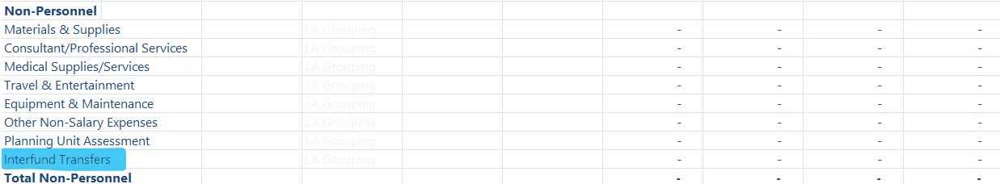 Non-Personnel
Materials & Supplies LA Grouping - - - -
Consultant/Professional Services LA Grouping - - - -
Medical Supplies/Services LA Grouping - - - -
Travel & Entertainment LA Grouping - - - -
Equipment & Maintenance LA Grouping - - - -
Other Non-Salary Expenses LA Grouping - - - -
Planning Unit Assessment LA Grouping - - - -
Interfund Transfers LA Grouping - - - -
Total Non-Personnel - - - -